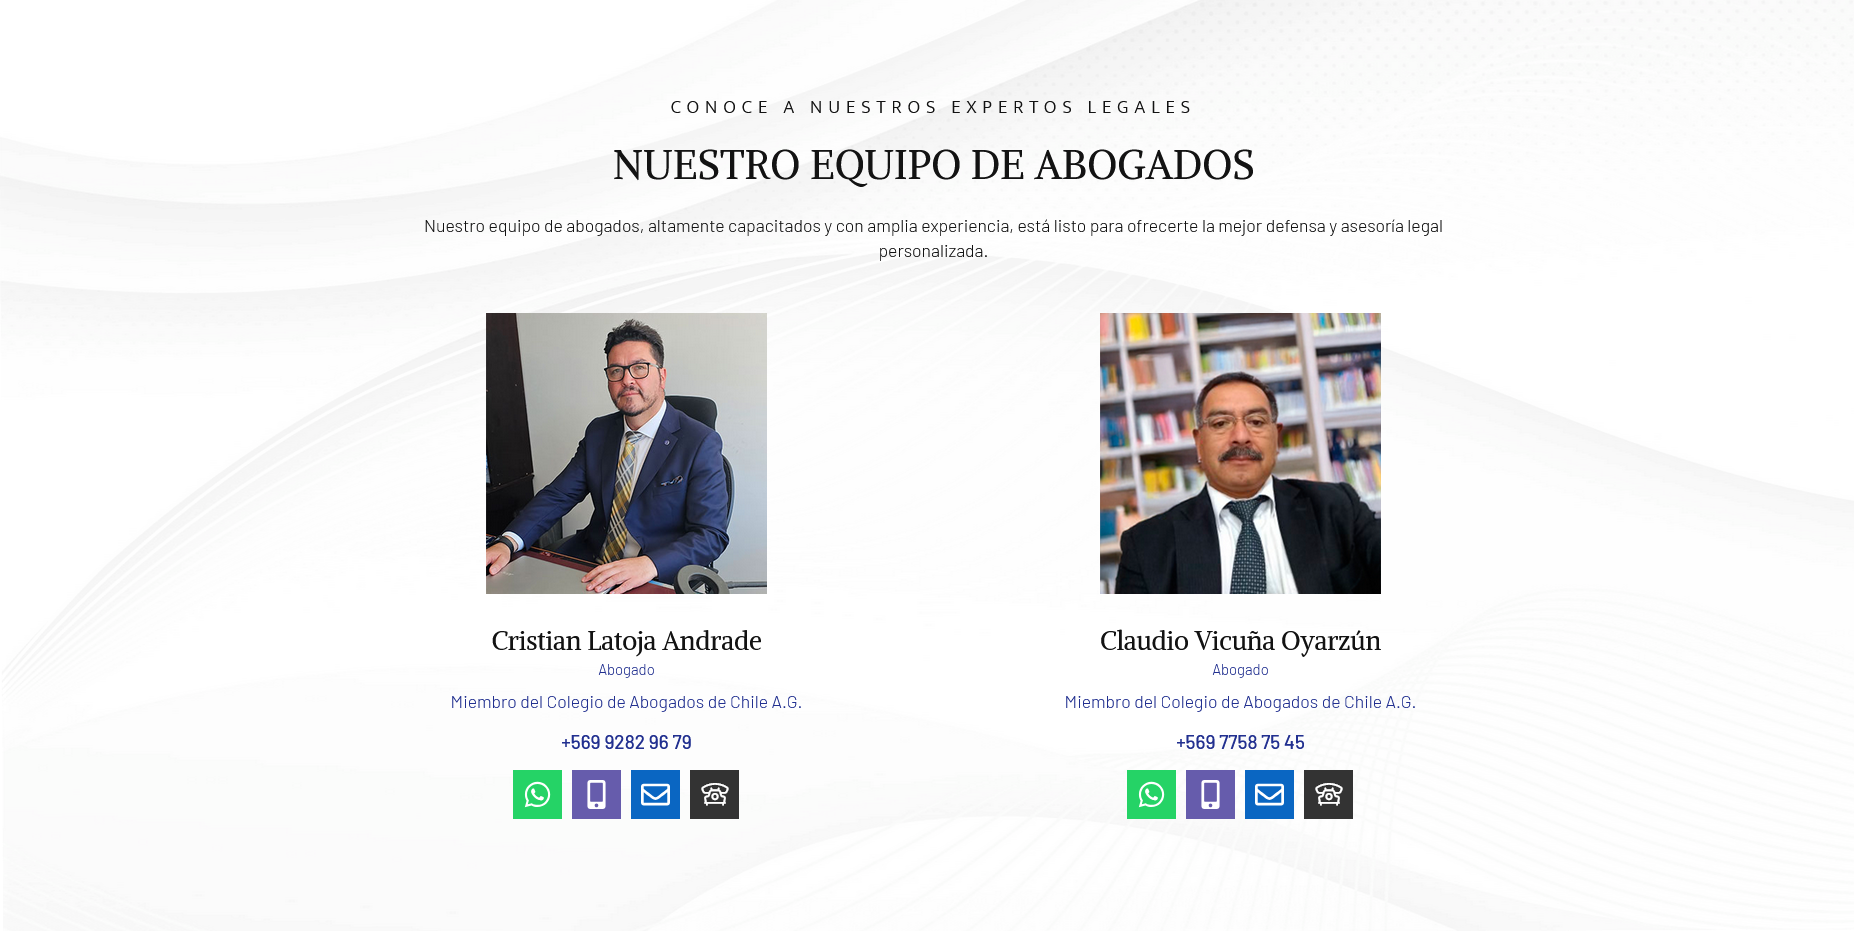 CONOCE A NUESTROS EXPERTOS LEGALES
NUESTRO EQUIPO DE ABOGADOS
Nuestro equipo de abogados, altamente capacitados y con amplia experiencia, está listo para ofrecerte la mejor defensa y asesoría legal
personalizada.
Cristian Latoja Andrade
Abogado
Miembro del Colegio de Abogados de Chile A.G.
+569 9282 96 79
Claudio Vicuña Oyarzún
Abogado
Miembro del Colegio de Abogados de Chile A.G.
+569 7758 75 45